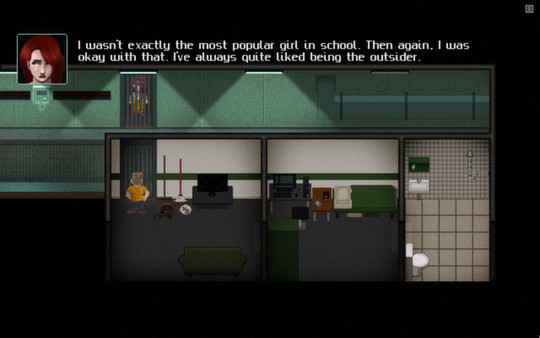 I wasn't exactly the most popular girl in school. Then again, I was
okay with that. I've always quite liked being the outsider.